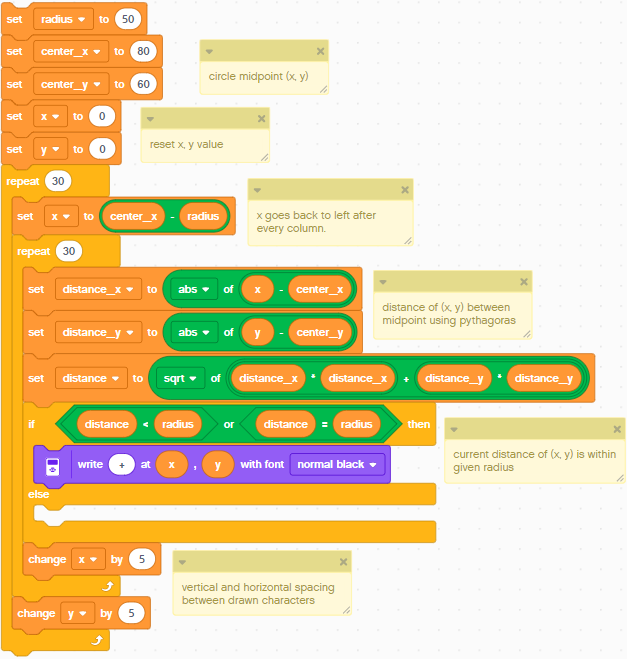 set radius to 50
set center_x to 80
set center_y to 60
circle midpoint (x, y)
set x to 0
set y to 0
reset x, y value
repeat 30
set x to center_x - radius
x goes back to left after
every column.
repeat 30
set distance_x to abs of x - center_x
set distance_y to abs of y - center_y
distance of (x, y) between
midpoint using pythagoras
set distance to sqrt of distance_x * distance_x + distance_y * distance_y
if distance < radius or distance = radius then
current distance of (x, y) is within
given radius
write + at x , y with font normal black
else
change x by 5
vertical and horizontal spacing
between drawn characters
change y by 5